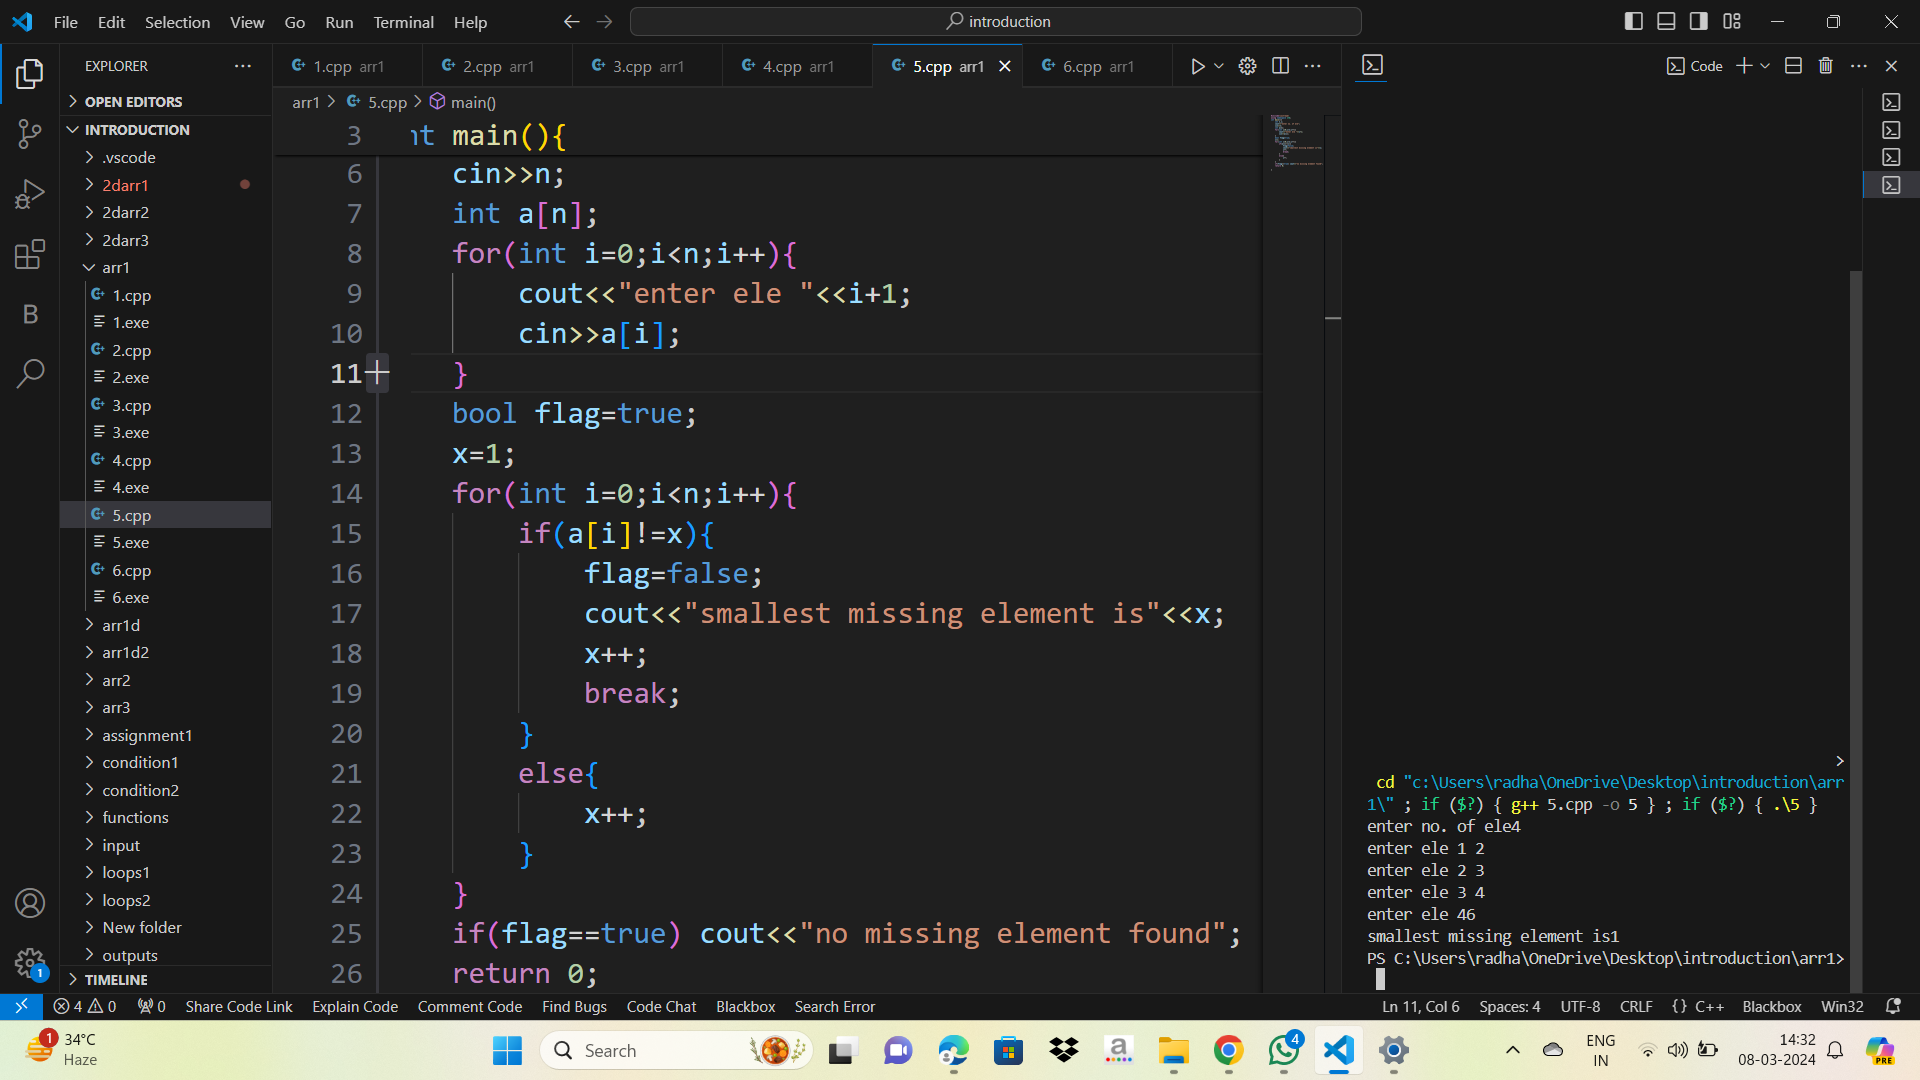 File Edit Selection View Go Run Terminal Help
introduction
EXPLORER
OPEN EDITORS
INTRODUCTION
.vscode
2darr1
2darr2
2darr3
arr1
1.cpp
1.exe
2.cpp
2.exe
3.cpp
3.exe
4.cpp
4.exe
5.cpp
5.exe
6.cpp
6.exe
arr1d
arr1d2
arr2
arr3
assignment1
condition1
condition2
functions
input
loops1
loops2
New folder
outputs
TIMELINE
1.cpp arr1 2.cpp arr1 3.cpp arr1 4.cpp arr1 5.cpp arr1 6.cpp arr1
arr1 > 5.cpp > main()
3 nt main(){
6 cin>>n;
7 int a[n];
8 for(int i=0;i<n;i++){
9 cout<<"enter ele "<<i+1;
10 cin>>a[i];
11 }
12 bool flag=true;
13 x=1;
14 for(int i=0;i<n;i++){
15 if(a[i]!=x){
16 flag=false;
17 cout<<"smallest missing element is"<<x;
18 x++;
19 break;
20 }
21 else{
22 x++;
23 }
24 }
25 if(flag==true) cout<<"no missing element found";
26 return 0;
Code
>
cd "c:\Users\radha\OneDrive\Desktop\introduction\arr
1\" ; if ($?) { g++ 5.cpp -o 5 } ; if ($?) { .\5 }
enter no. of ele4
enter ele 1 2
enter ele 2 3
enter ele 3 4
enter ele 46
smallest missing element is1
PS C:\Users\radha\OneDrive\Desktop\introduction\arr1>
B
1
4 0 0 Share Code Link Explain Code Comment Code Find Bugs Code Chat Blackbox Search Error
Ln 11, Col 6 Spaces: 4 UTF-8 CRLF {} C++ Blackbox Win32
1
34°C
Haze
Search
a
4
ENG
IN
14:32
08-03-2024
PRE